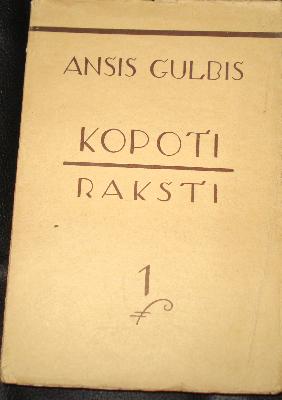 ANSIS GULBIS
KOPOTI
RAKSTI
1